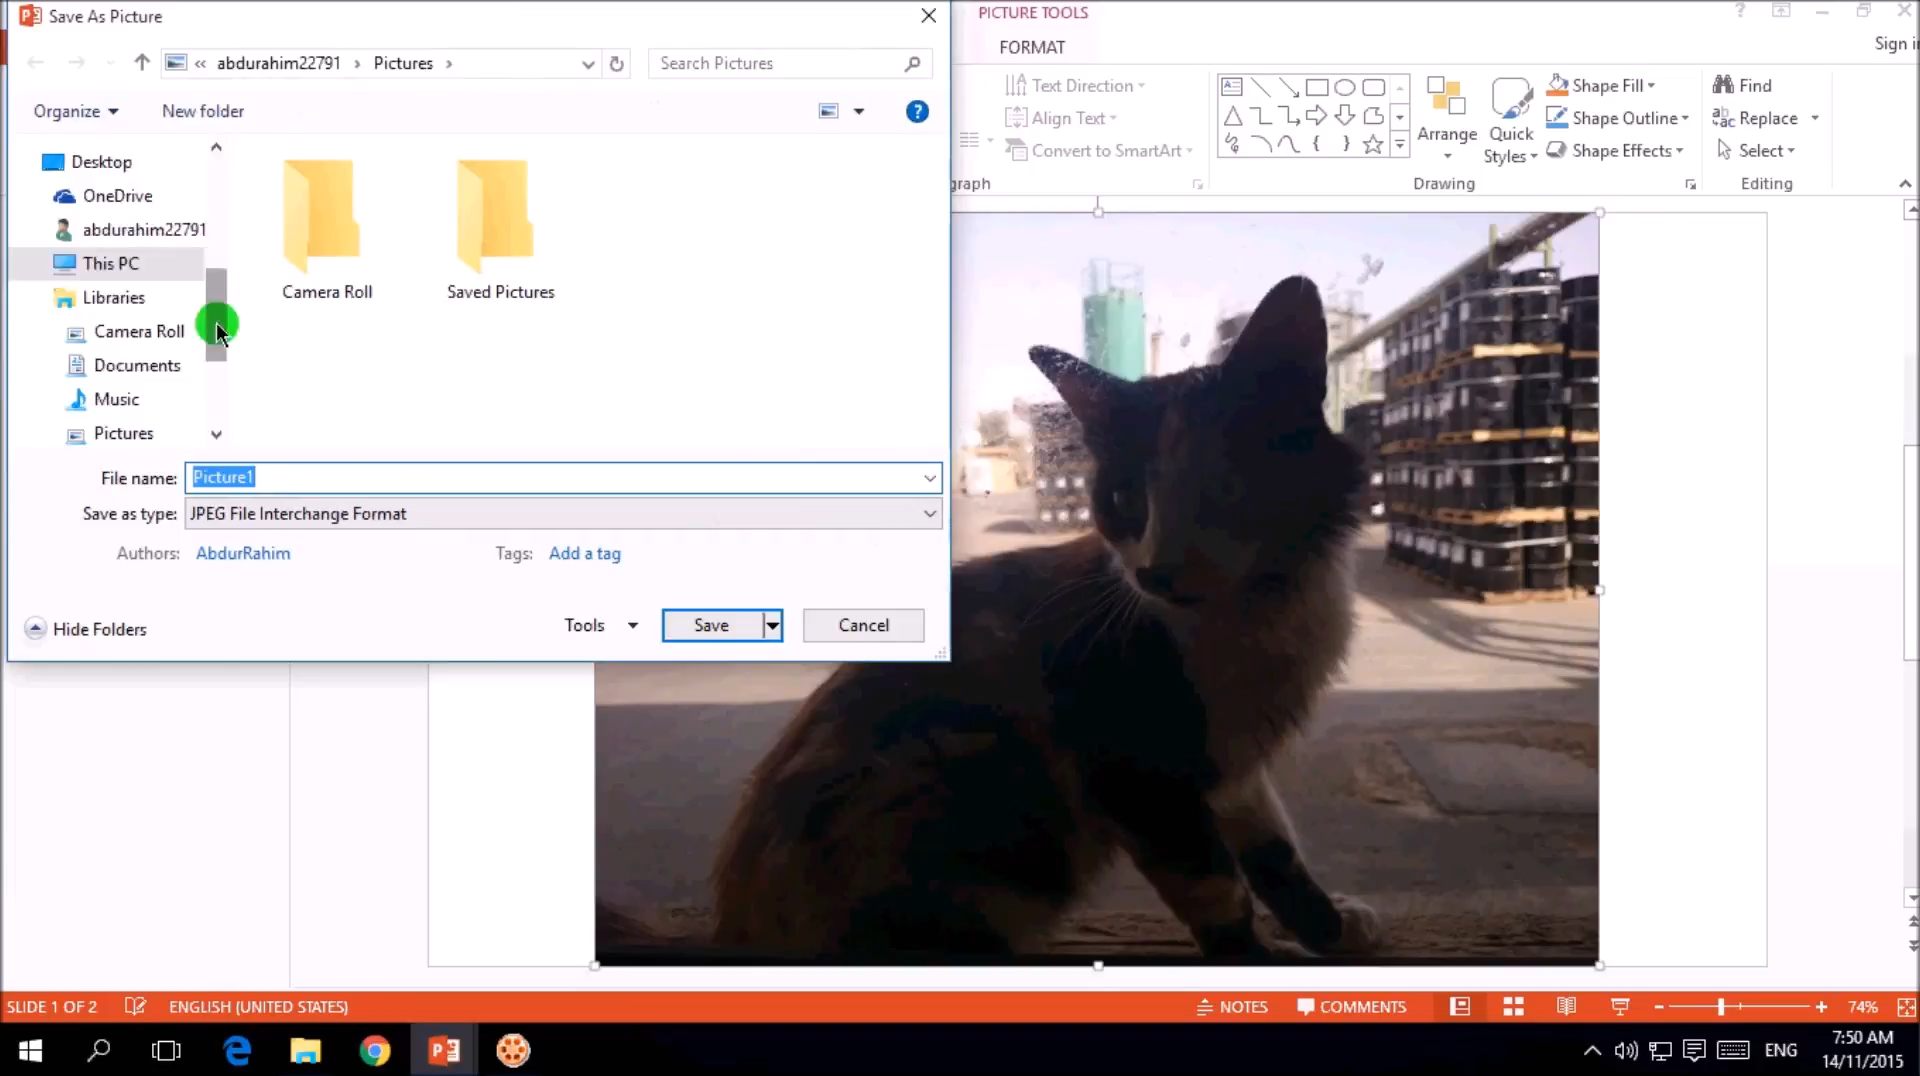 Save As Picture
PICTURE TOOLS
FORMAT
Sign i
« abdurahim22791 › Pictures ›
Search Pictures
Organize
New folder
Text Direction
Align Text
Convert to SmartArt
Arrange
Quick
Styles
Shape Fill
Shape Outline
Shape Effects
Find
Replace
Select
graph
Drawing
Editing
Desktop
OneDrive
abdurahim22791
This PC
Libraries
Camera Roll
Documents
Music
Pictures
Camera Roll
Saved Pictures
File name: Picture1
Save as type: JPEG File Interchange Format
Authors: AbdurRahim
Tags: Add a tag
Hide Folders
Tools
Save
Cancel
SLIDE 1 OF 2
ENGLISH (UNITED STATES)
NOTES
COMMENTS
74%
ENG
7:50 AM
14/11/2015